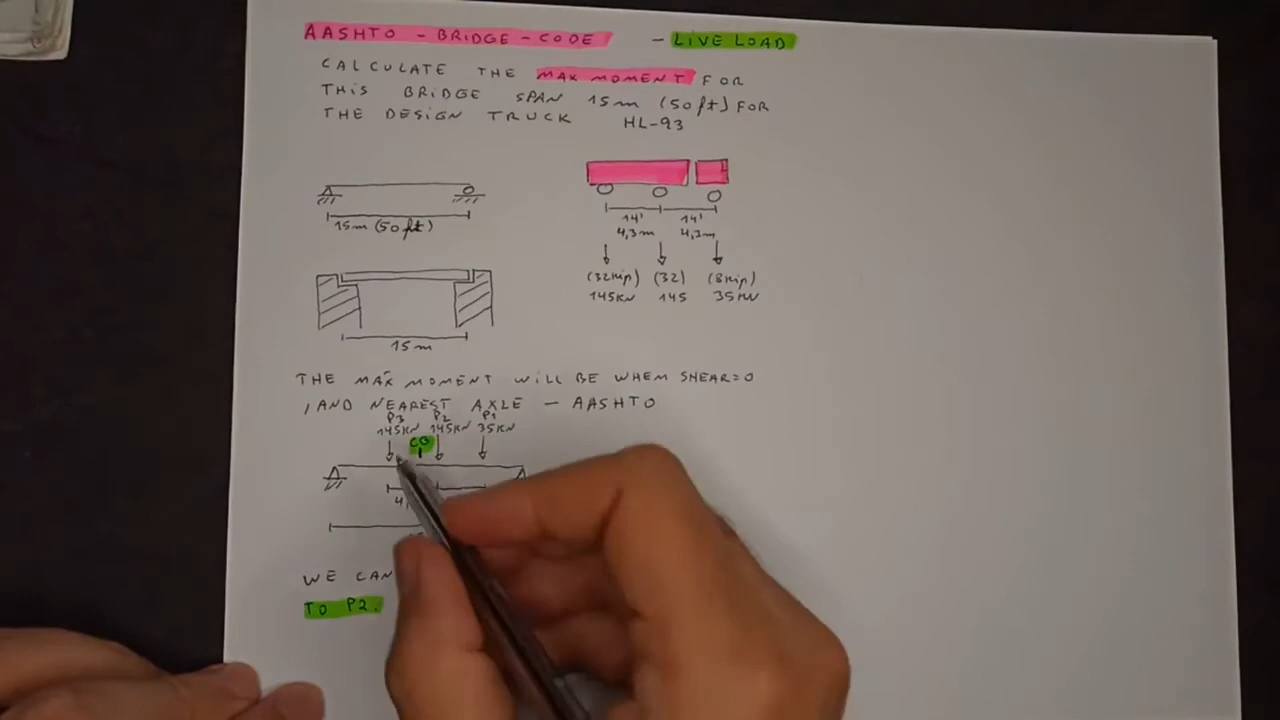 AASHTO - BRIDGE - CODE - LIVE LOAD
CALCULATE THE MAX MOMENT FOR
THIS BRIDGE SPAN 15m (50ft) FOR
THE DESIGN TRUCK HL-93
15m (50ft)
14' 14'
4,3m 4,3m
(32kip) (32) (8kip)
145KN 145 35KN
15m
THE MAX MOMENT WILL BE WHEM SHEAR=0
, AND NEAREST AXLE - AASHTO
P3 P2 P1
145KN 145KN 35KN
CG
WE CAN
TO P2.